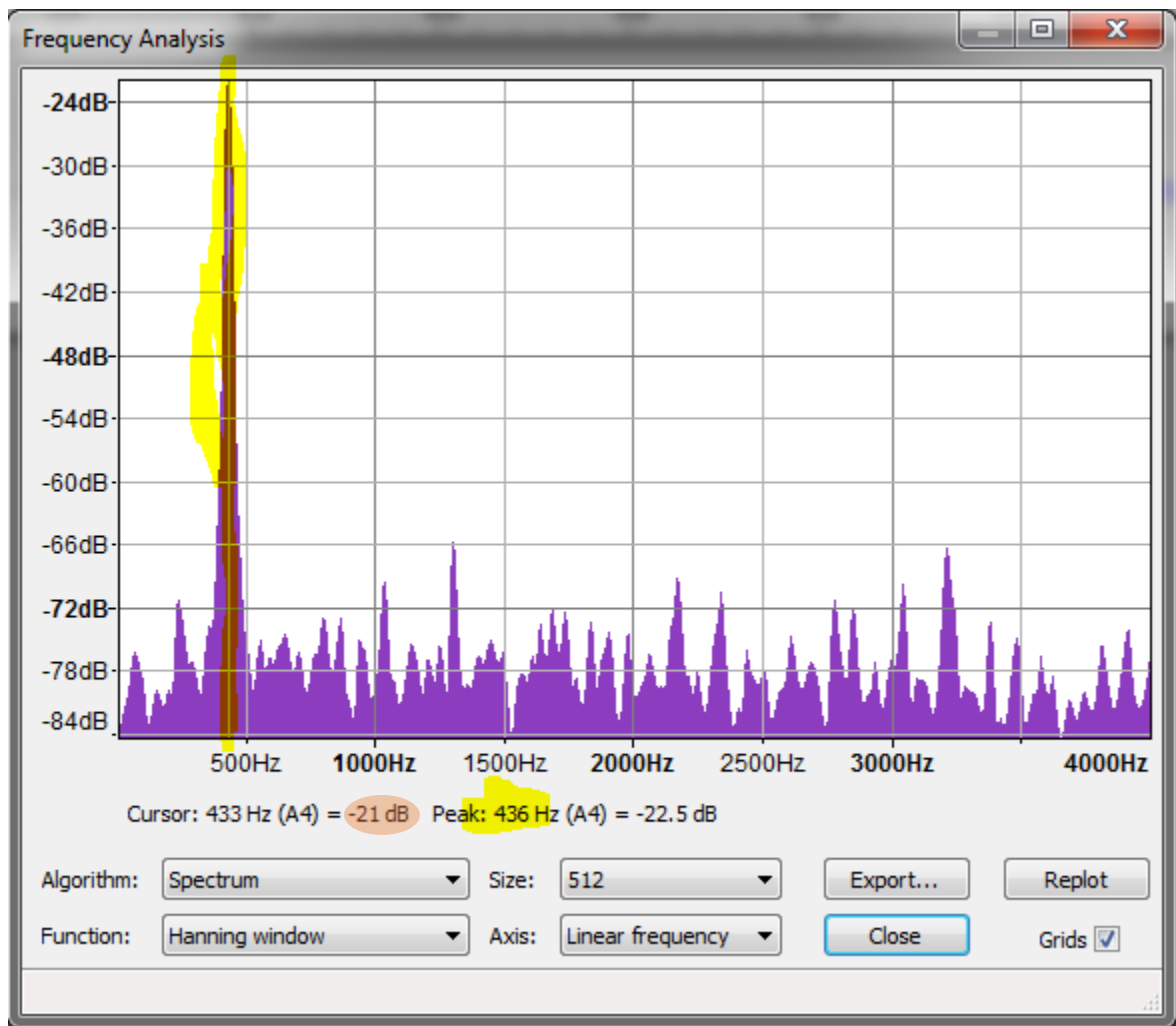 Frequency Analysis
-24dB
-30dB
-36dB
-42dB
-48dB
-54dB
-60dB
-66dB
-72dB
-78dB
-84dB
500Hz 1000Hz 1500Hz 2000Hz 2500Hz 3000Hz 4000Hz
Cursor: 433 Hz (A4) = -21 dB Peak: 436 Hz (A4) = -22.5 dB
Algorithm: Spectrum Size: 512 Export... Replot
Function: Hanning window Axis: Linear frequency Close Grids